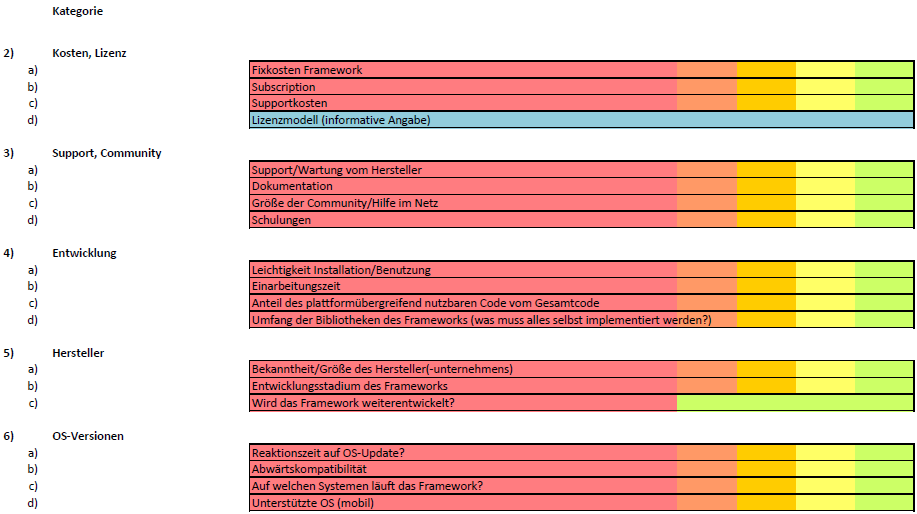 Kategorie
2) Kosten, Lizenz
a) Fixkosten Framework
b) Subscription
c) Supportkosten
d) Lizenzmodell (informative Angabe)
3) Support, Community
a) Support/Wartung vom Hersteller
b) Dokumentation
c) Größe der Community/Hilfe im Netz
d) Schulungen
4) Entwicklung
a) Leichtigkeit Installation/Benutzung
b) Einarbeitungszeit
c) Anteil des plattformübergreifend nutzbaren Code vom Gesamtcode
d) Umfang der Bibliotheken des Frameworks (was muss alles selbst implementiert werden?)
5) Hersteller
a) Bekanntheit/Größe des Hersteller(-unternehmens)
b) Entwicklungsstadium des Frameworks
c) Wird das Framework weiterentwickelt?
6) OS-Versionen
a) Reaktionszeit auf OS-Update?
b) Abwärtskompatibilität
c) Auf welchen Systemen läuft das Framework?
d) Unterstützte OS (mobil)